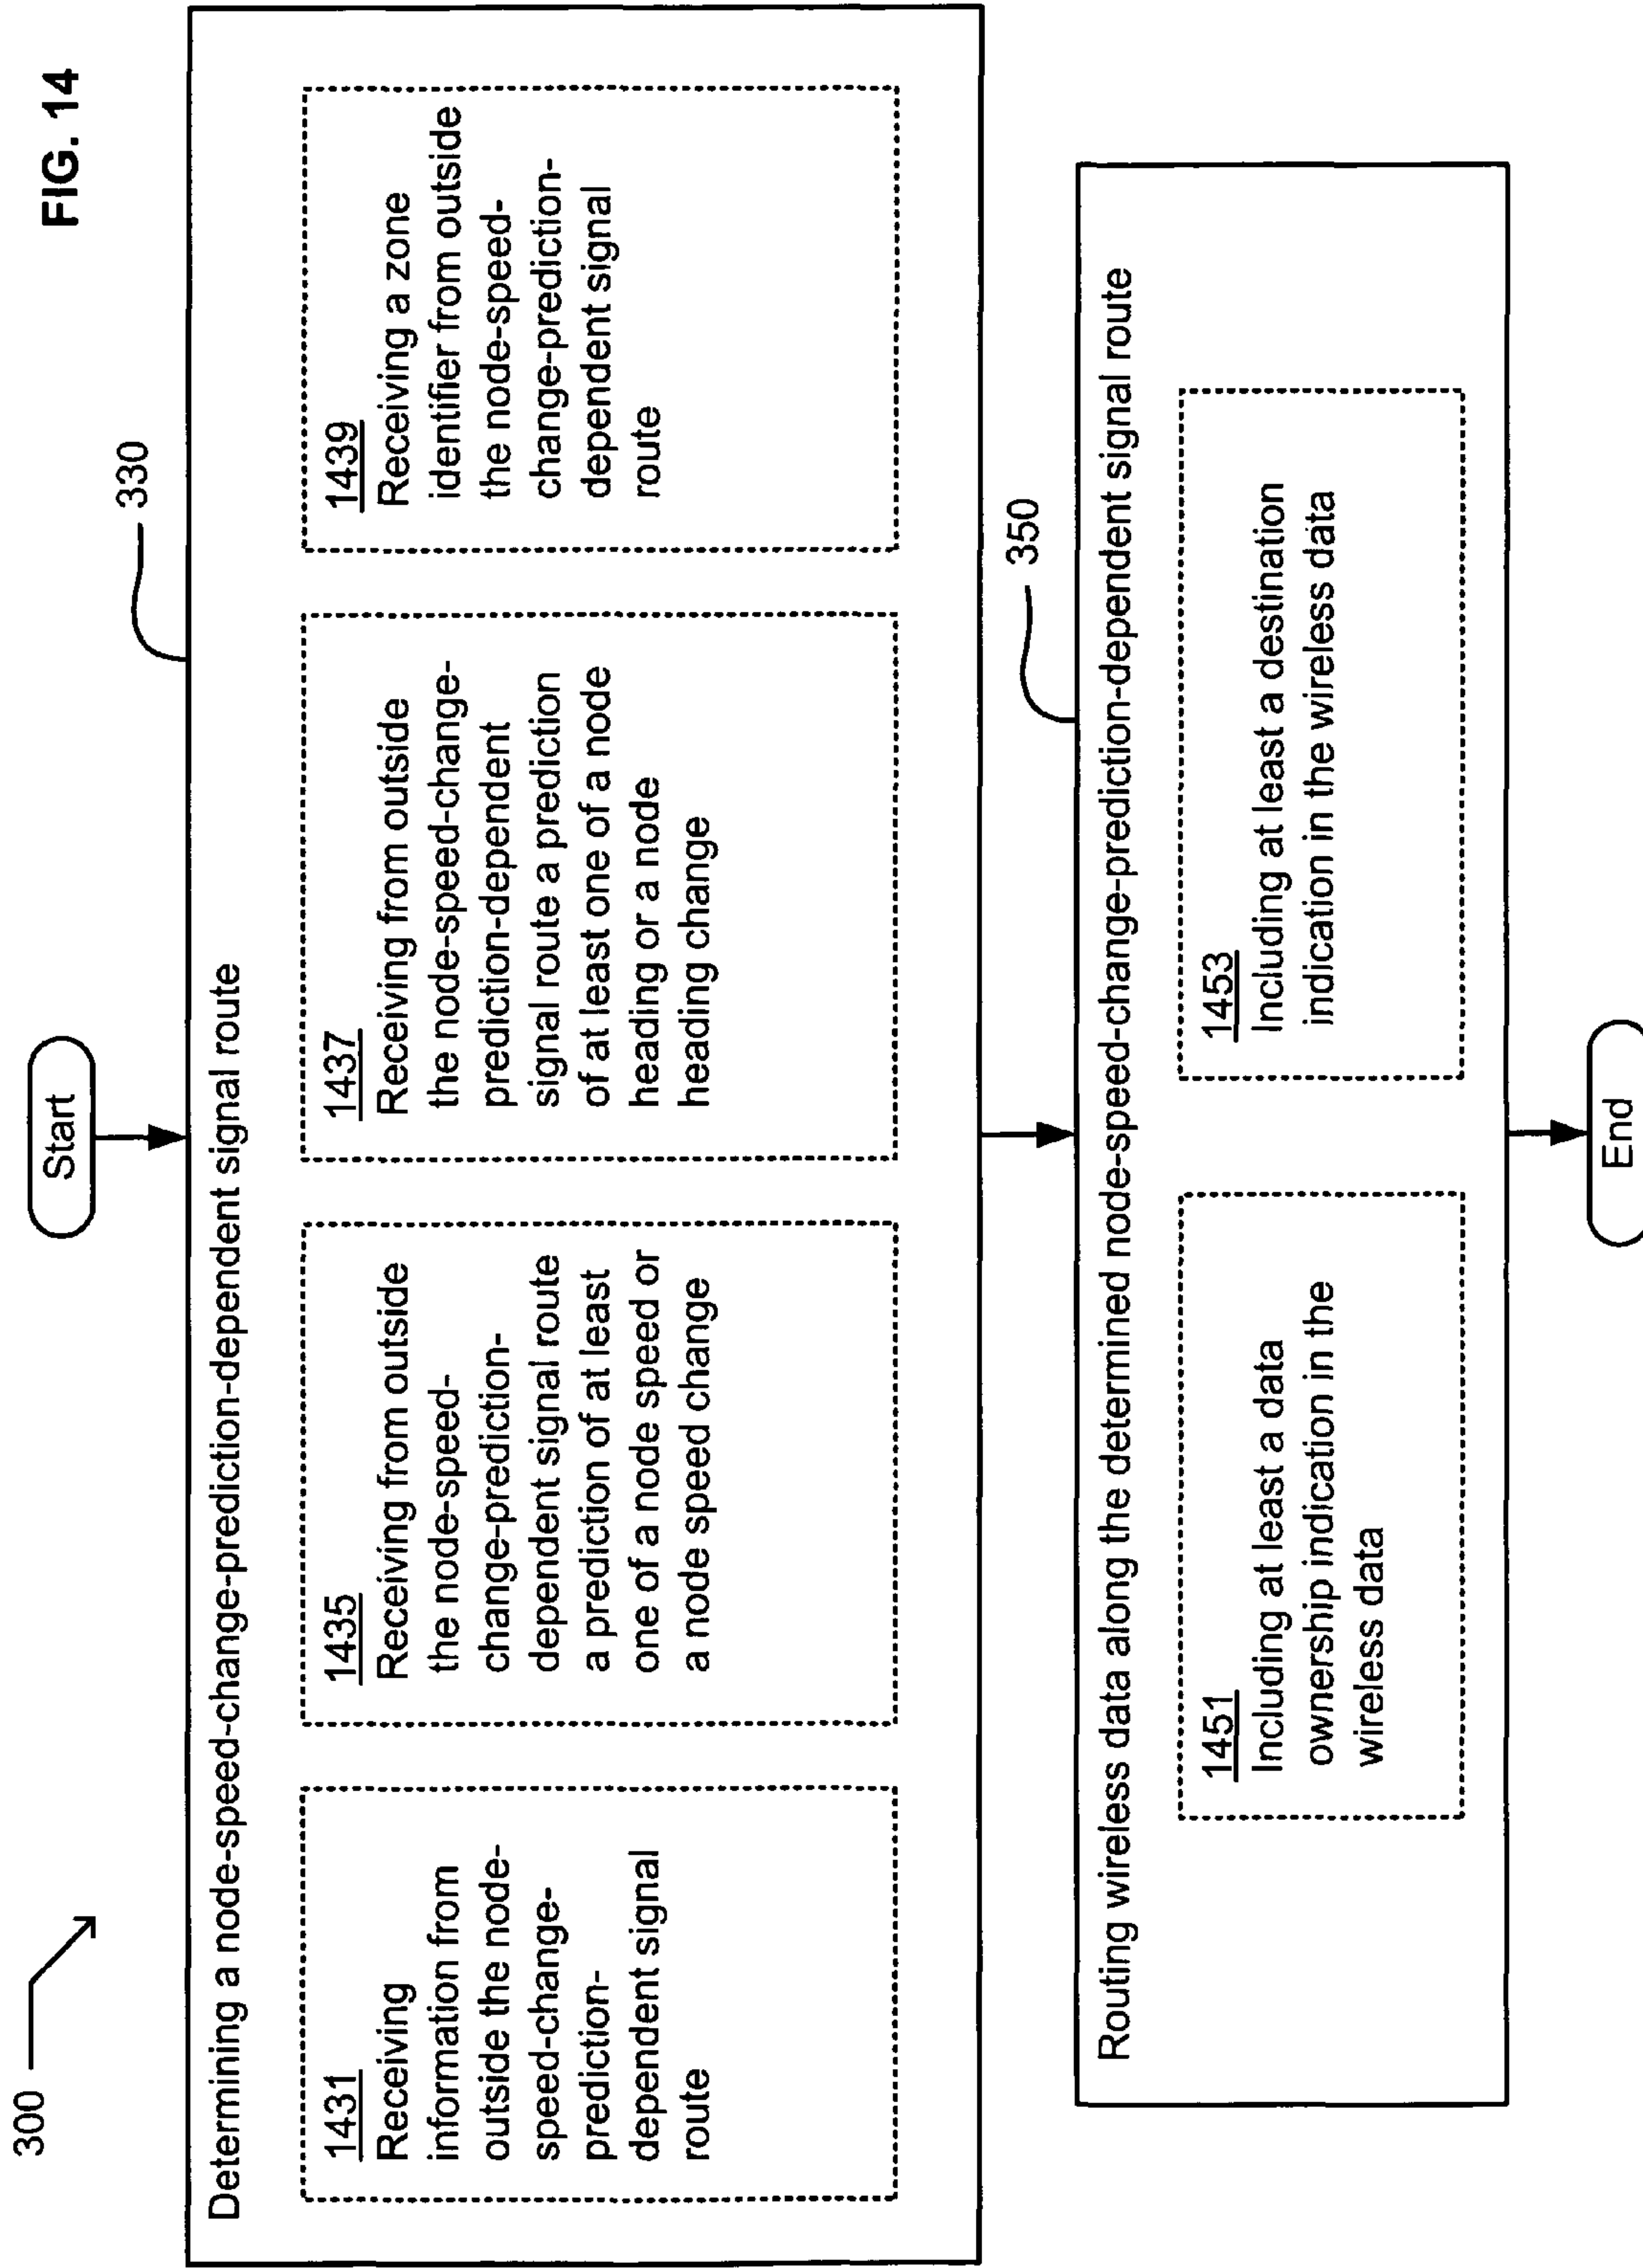 300
FIG. 14
Start
330
Determining a node-speed-change-prediction-dependent signal route
1431
Receiving
information from
outside the node-
speed-change-
prediction-
dependent signal
route
1435
Receiving from outside
the node-speed-
change-prediction-
dependent signal route
a prediction of at least
one of a node speed or
a node speed change
1437
Receiving from outside
the node-speed-change-
prediction-dependent
signal route a prediction
of at least one of a node
heading or a node
heading change
1439
Receiving a zone
identifier from outside
the node-speed-
change-prediction-
dependent signal
route
350
Routing wireless data along the determined node-speed-change-prediction-dependent signal route
1451
Including at least a data
ownership indication in the
wireless data
1453
Including at least a destination
indication in the wireless data
End